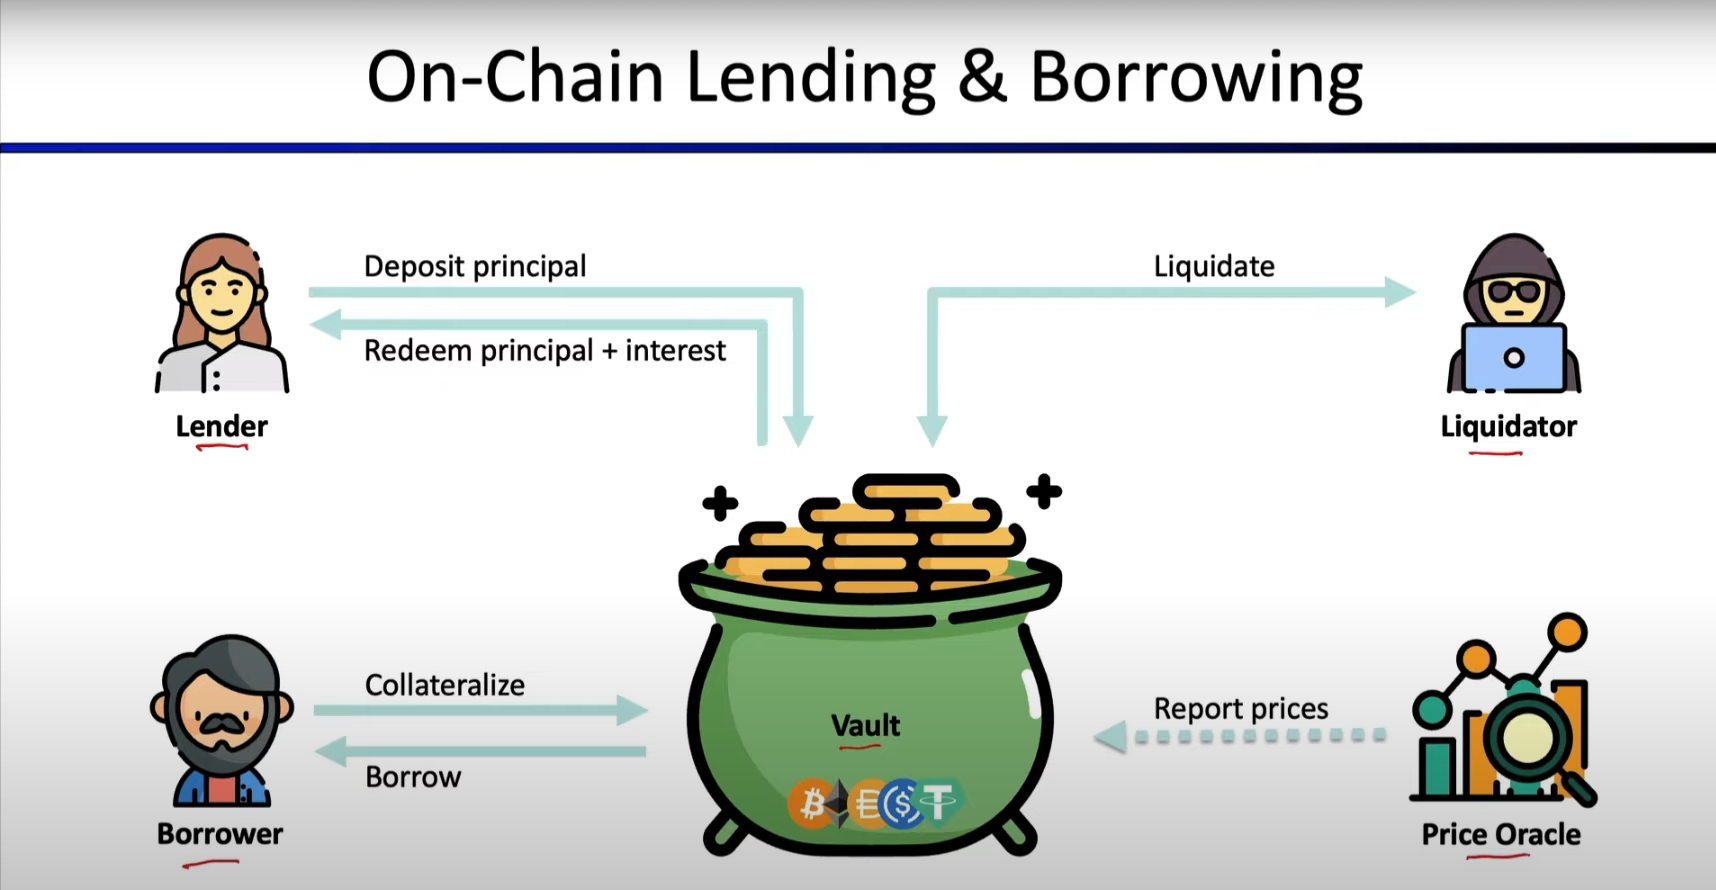 On-Chain Lending & Borrowing
Deposit principal
Redeem principal + interest
Lender
Liquidate
Liquidator
Collateralize
Borrow
Borrower
Vault
Report prices
Price Oracle